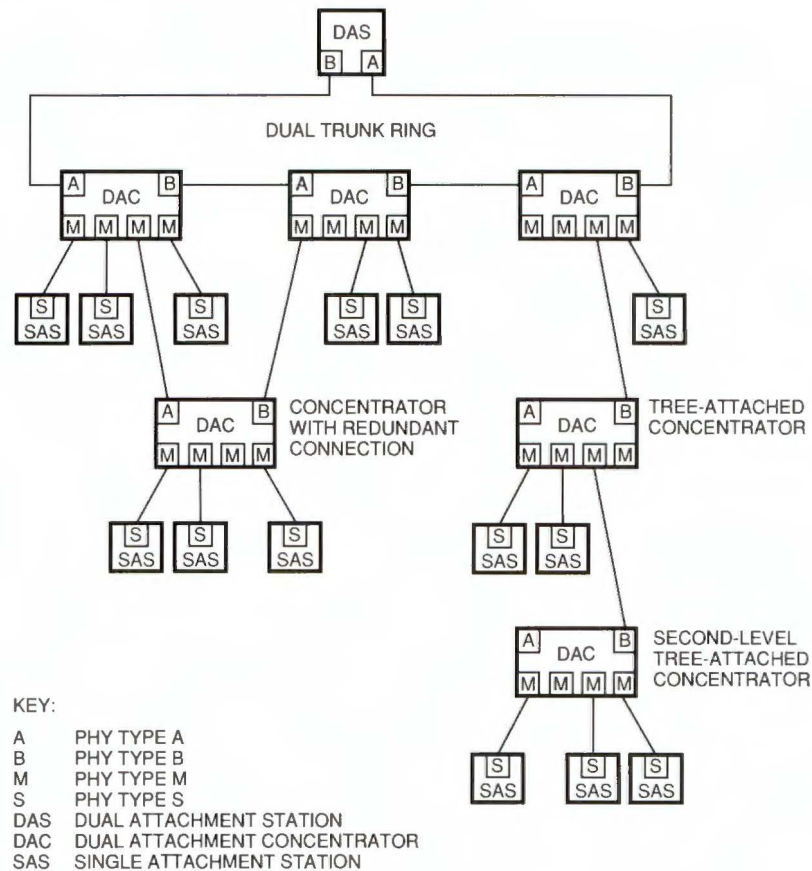 DAS
B A
DUAL TRUNK RING
A B A B A B
DAC DAC DAC
M M M M M M M M M M M M
S S S S S S
SAS SAS SAS SAS SAS SAS
A B
DAC
M M M M
CONCENTRATOR
WITH REDUNDANT
CONNECTION
A B
DAC
M M M M
TREE-ATTACHED
CONCENTRATOR
S S S S S
SAS SAS SAS SAS SAS
A B
DAC
M M M M
SECOND-LEVEL
TREE-ATTACHED
CONCENTRATOR
S S S
SAS SAS SAS
KEY:
A PHY TYPE A
B PHY TYPE B
M PHY TYPE M
S PHY TYPE S
DAS DUAL ATTACHMENT STATION
DAC DUAL ATTACHMENT CONCENTRATOR
SAS SINGLE ATTACHMENT STATION